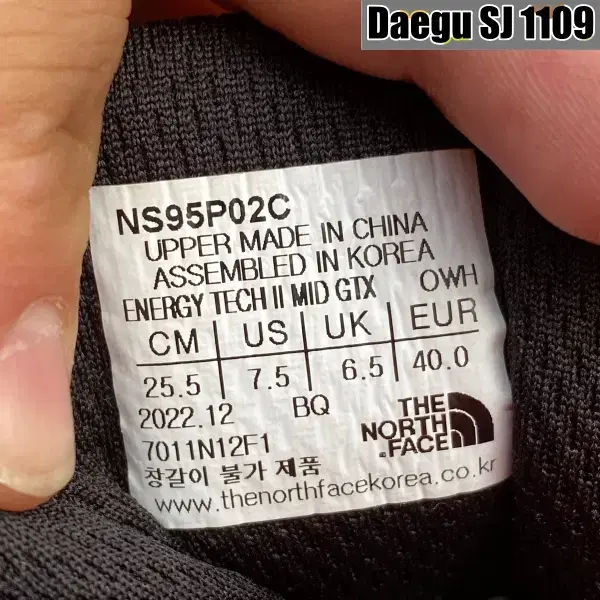 Daegu SJ 1109
NS95P02C
UPPER MADE IN CHINA
ASSEMBLED IN KOREA
ENERGY TECH II MID GTX OWH
CM US UK EUR
25.5 7.5 6.5 40.0
2022.12 BQ
7011N12F1
THE
NORTH
FACE
창갈이 불가 제품
www.thenorthfacekorea.co.kr